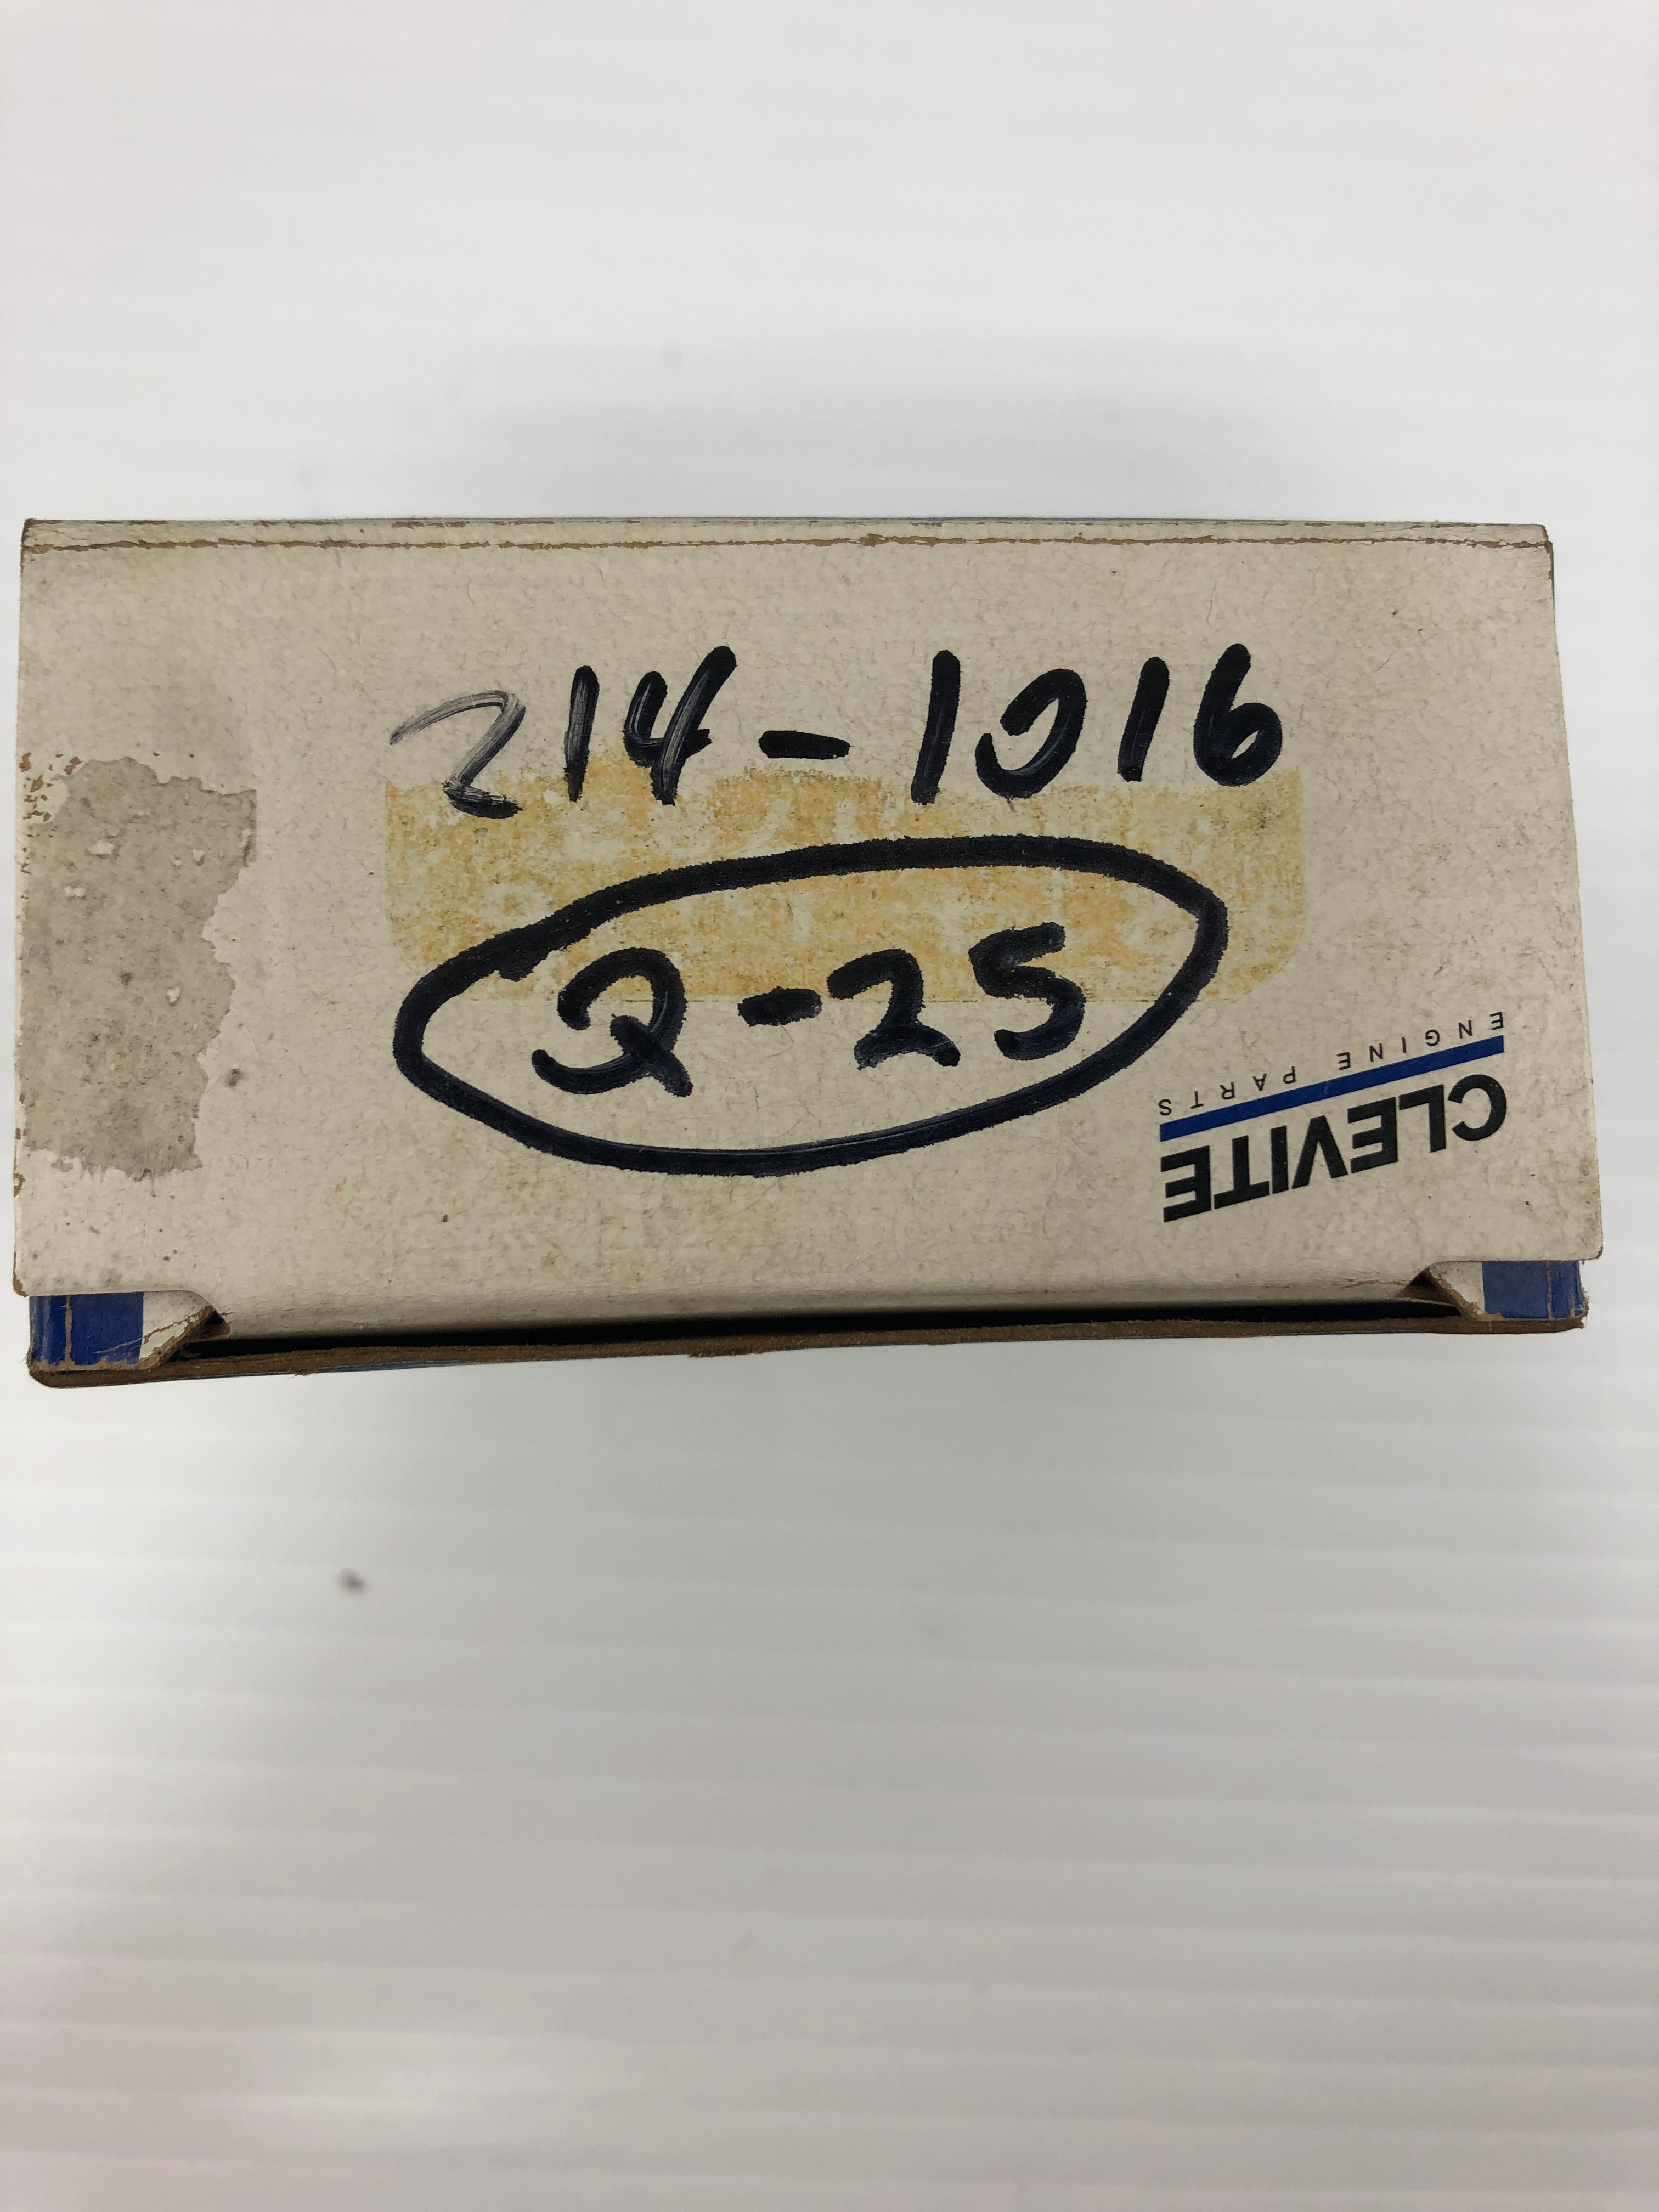 214-1016
Q-25
CLEVITE
ENGINE PARTS